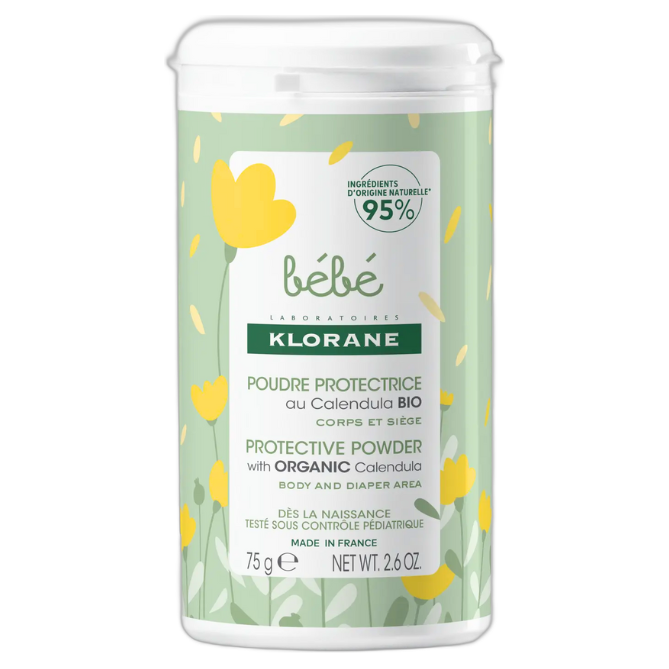 INGRÉDIENTS
D'ORIGINE NATURELLE*
95%
bébé
LABORATOIRES
KLORANE
POUDRE PROTECTRICE
au Calendula BIO
CORPS ET SIÈGE
PROTECTIVE POWDER
with ORGANIC Calendula
BODY AND DIAPER AREA
DÈS LA NAISSANCE
TESTÉ SOUS CONTRÔLE PÉDIATRIQUE
MADE IN FRANCE
75 g ℮ NET WT. 2.6 OZ.